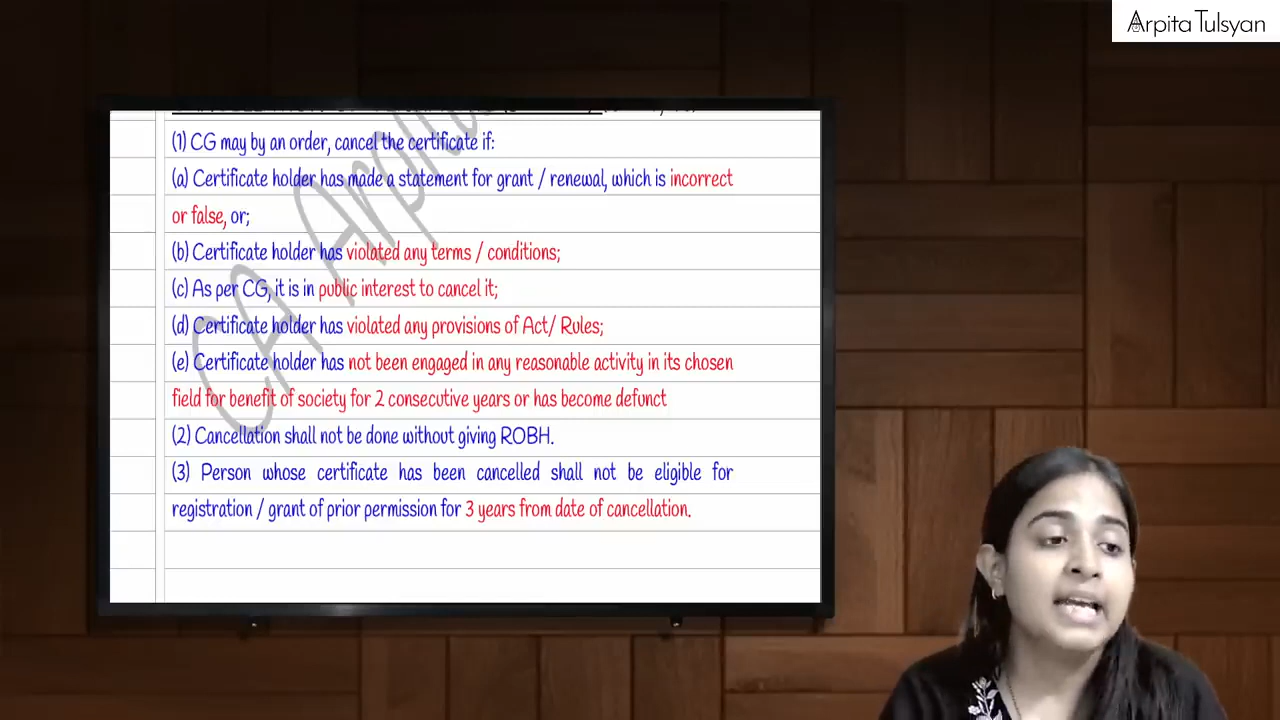 Arpita Tulsyan
(1) CG may by an order, cancel the certificate if:
(a) Certificate holder has made a statement for grant / renewal, which is incorrect
or false, or;
(b) Certificate holder has violated any terms / conditions;
(c) As per CG, it is in public interest to cancel it;
(d) Certificate holder has violated any provisions of Act/ Rules;
(e) Certificate holder has not been engaged in any reasonable activity in its chosen
field for benefit of society for 2 consecutive years or has become defunct
(2) Cancellation shall not be done without giving ROBH.
(3) Person whose certificate has been cancelled shall not be eligible for
registration / grant of prior permission for 3 years from date of cancellation.
CA